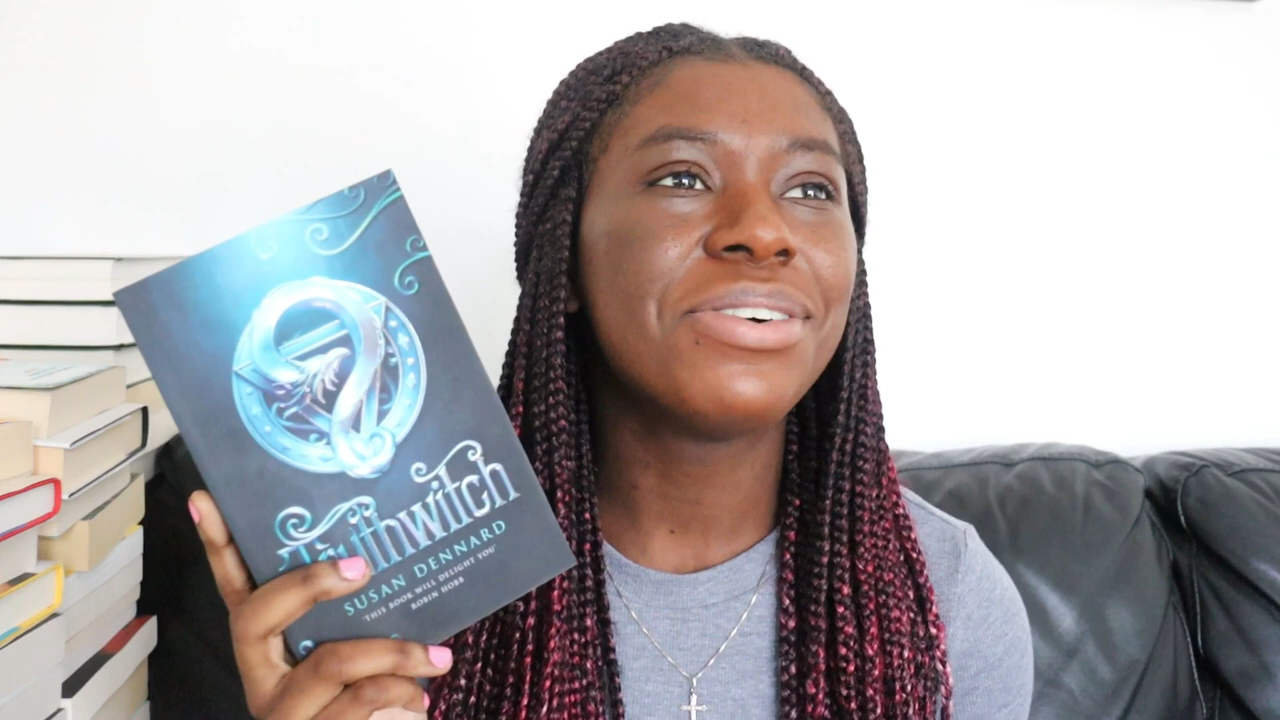 Truthwitch
SUSAN DENNARD
'THIS BOOK WILL DELIGHT YOU'
ROBIN HOBB